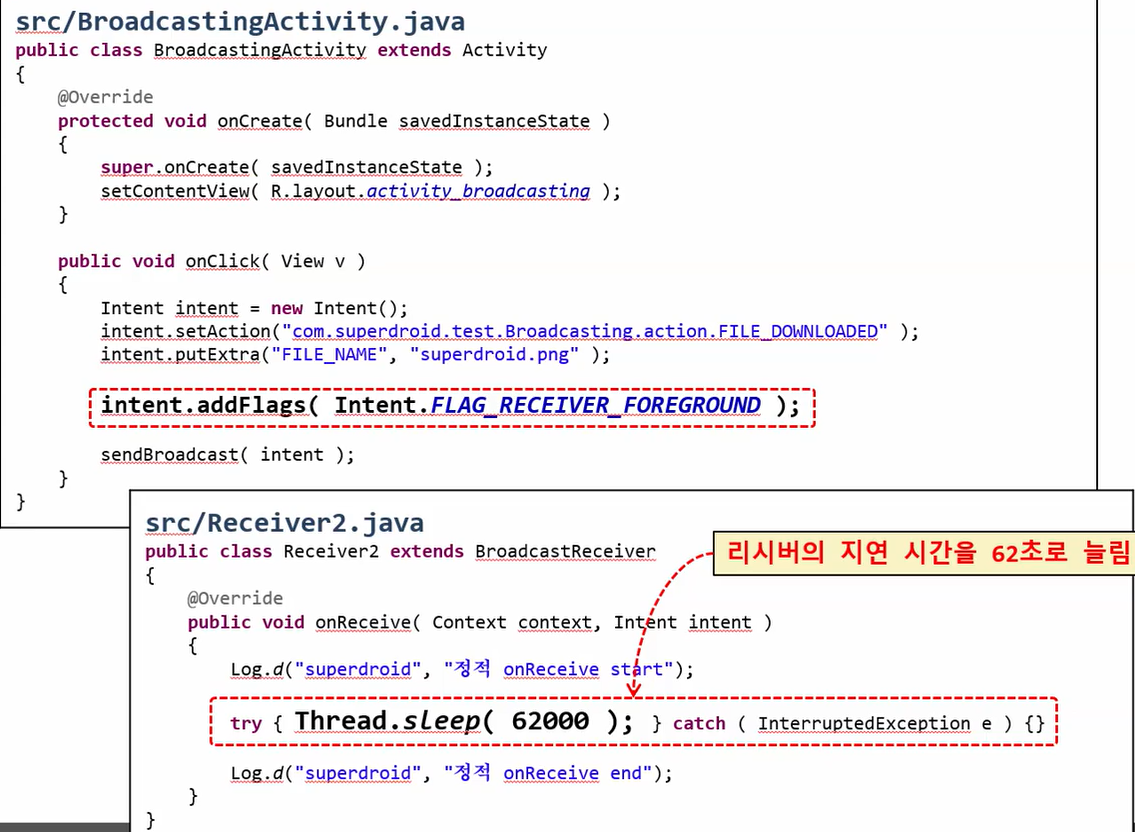 src/BroadcastingActivity.java
public class BroadcastingActivity extends Activity
{
@Override
protected void onCreate( Bundle savedInstanceState )
{
super.onCreate( savedInstanceState );
setContentView( R.layout.activity_broadcasting );
}
public void onClick( View v )
{
Intent intent = new Intent();
intent.setAction("com.superdroid.test.Broadcasting.action.FILE_DOWNLOADED" );
intent.putExtra("FILE_NAME", "superdroid.png" );
intent.addFlags( Intent.FLAG_RECEIVER_FOREGROUND );
sendBroadcast( intent );
}
}
src/Receiver2.java
리시버의 지연 시간을 62초로 늘림
public class Receiver2 extends BroadcastReceiver
{
@Override
public void onReceive( Context context, Intent intent )
{
Log.d("superdroid", "정적 onReceive start");
try { Thread.sleep( 62000 ); } catch ( InterruptedException e ) {}
Log.d("superdroid", "정적 onReceive end");
}
}